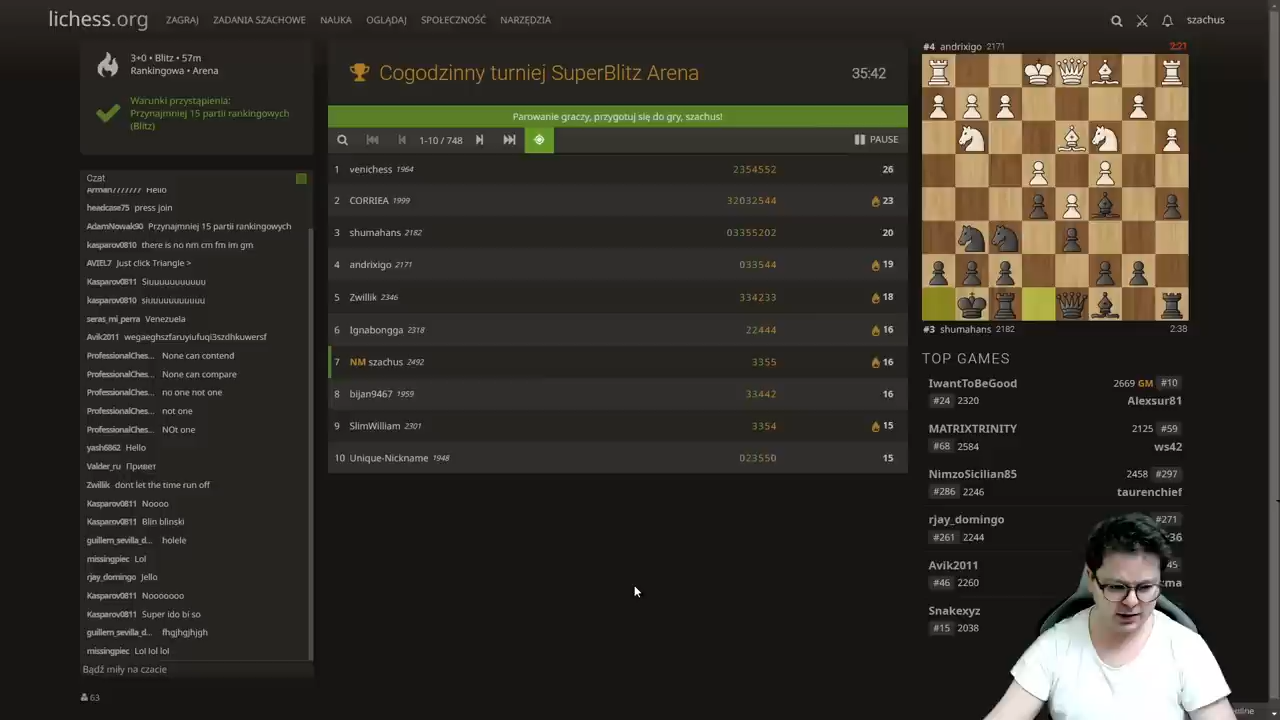 lichess.org ZAGRAJ ZADANIA SZACHOWE NAUKA OGLĄDAJ SPOŁECZNOŚĆ NARZĘDZIA szachus
3+0 • Blitz • 57m
Rankingowa • Arena
Warunki przystąpienia:
Przynajmniej 15 partii rankingowych
(Blitz)
Czat
Arman7777777 Hello
headcase75 press join
AdamNowak90 Przynajmniej 15 partii rankingowych
kasparov0810 there is no nm cm fm im gm
AVIEL7 Just click Triangle >
Kasparov0811 Siuuuuuuuuuu
kasparov0810 siuuuuuuuuuu
seras_mi_perra Venezuela
Avik2011 wegaeghszfaruyiufuqi3szdhkuwersf
ProfessionalChes... None can contend
ProfessionalChes... None can compare
ProfessionalChes... no one not one
ProfessionalChes... not one
ProfessionalChes... NOt one
yash6862 Hello
Valder_ru Привет
Zwillik dont let the time run off
Kasparov0811 Noooo
Kasparov0811 Blin blinski
guillem_sevilla_d... holele
missingpiec Lol
rjay_domingo Jello
Kasparov0811 Nooooooo
Kasparov0811 Super ido bi so
guillem_sevilla_d... fhgjhgjhjgh
missingpiec Lol lol lol
Bądź miły na czacie
63
Cogodzinny turniej SuperBlitz Arena 35:42
Parowanie graczy, przygotuj się do gry, szachus!
1-10 / 748 PAUSE
1 venichess 1964 2354552 26
2 CORRIEA 1999 32032544 23
3 shumahans 2182 03355202 20
4 andrixigo 2171 033544 19
5 Zwillik 2346 334233 18
6 Ignabongga 2318 22444 16
7 NM szachus 2492 3355 16
8 bijan9467 1959 33442 16
9 SlimWilliam 2301 3354 15
10 Unique-Nickname 1948 023550 15
#4 andrixigo 2171 2:21
#3 shumahans 2182 2:38
TOP GAMES
IwantToBeGood 2669 GM #10
#24 2320 Alexsur81
MATRIXTRINITY 2125 #59
#68 2584 ws42
NimzoSicilian85 2458 #297
#286 2246 taurenchief
rjay_domingo #271
#261 2244 36
Avik2011 45
#46 2260
Snakexyz
#15 2038